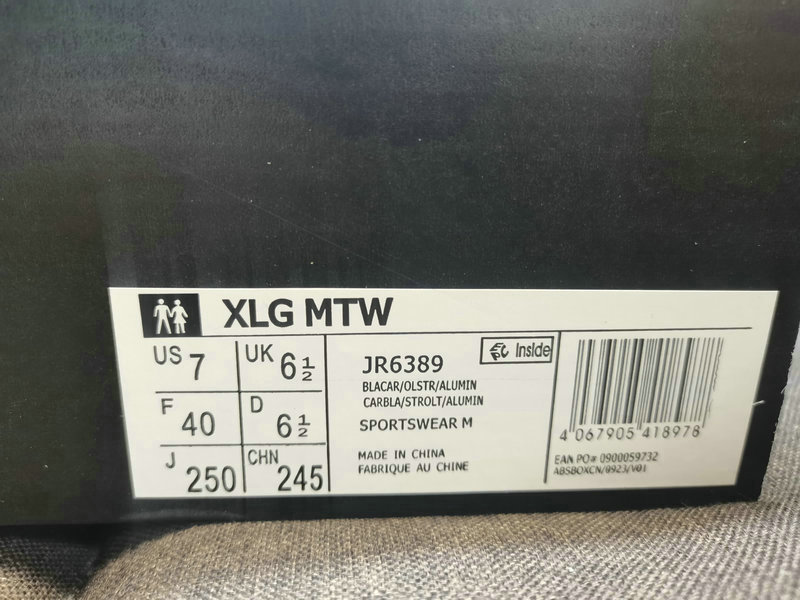 XLG MTW
US 7 UK 6 1/2
F 40 D 6 1/2
J 250 CHN 245
JR6389
Inside
BLACAR/OLSTR/ALUMIN
CARBLA/STROLT/ALUMIN
SPORTSWEAR M
MADE IN CHINA
FABRIQUE AU CHINE
4 067905 418978
EAN PO# 0900059732
ABSBOXCN/0923/V01